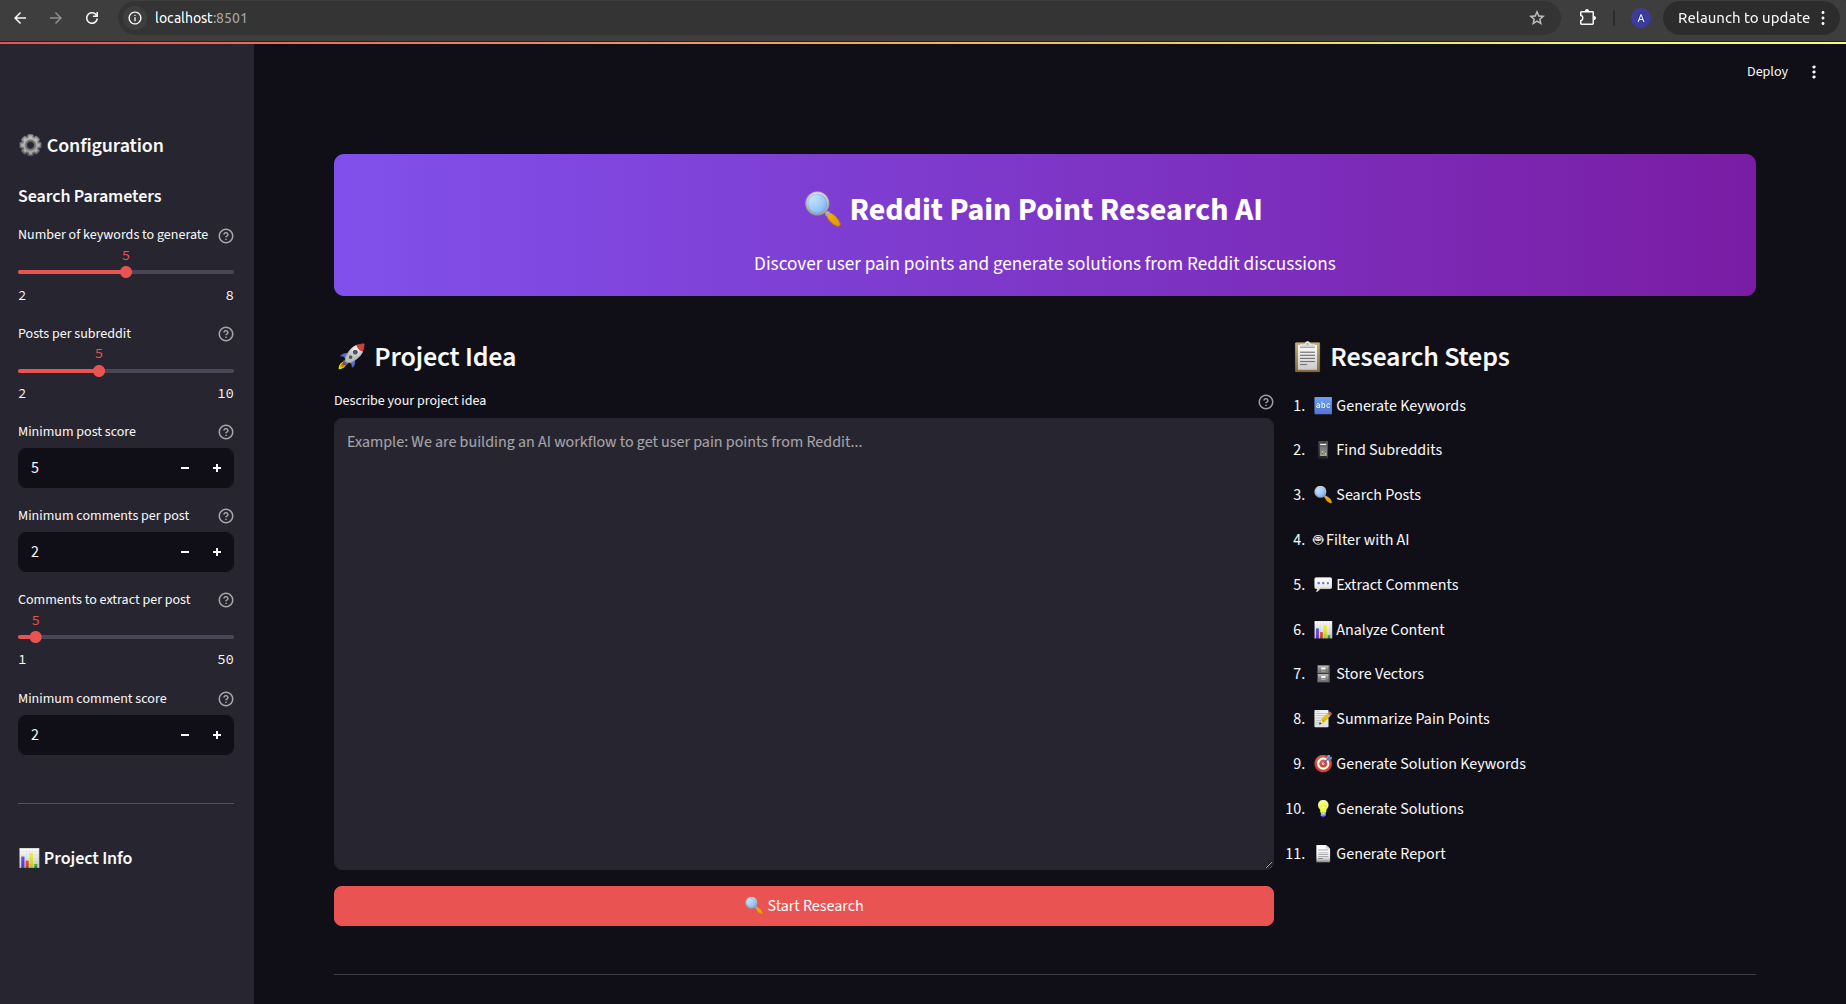 localhost:8501
A
Relaunch to update
Deploy
Configuration
Search Parameters
Number of keywords to generate
5
2 8
Posts per subreddit
5
2 10
Minimum post score
5
Minimum comments per post
2
Comments to extract per post
5
1 50
Minimum comment score
2
Project Info
Reddit Pain Point Research AI
Discover user pain points and generate solutions from Reddit discussions
Project Idea
Describe your project idea
Example: We are building an AI workflow to get user pain points from Reddit...
Start Research
Research Steps
1. abc Generate Keywords
2. Find Subreddits
3. Search Posts
4. Filter with AI
5. Extract Comments
6. Analyze Content
7. Store Vectors
8. Summarize Pain Points
9. Generate Solution Keywords
10. Generate Solutions
11. Generate Report